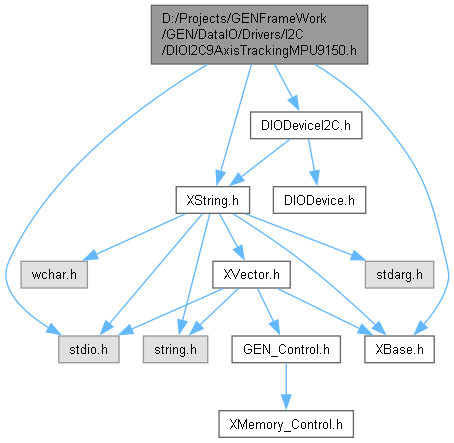 D:/Projects/GENFrameWork
/GEN/DataIO/Drivers/I2C
/DIOI2C9AxisTrackingMPU9150.h
DIODeviceI2C.h
XString.h
DIODevice.h
wchar.h
XVector.h
stdarg.h
stdio.h
string.h
GEN_Control.h
XBase.h
XMemory_Control.h